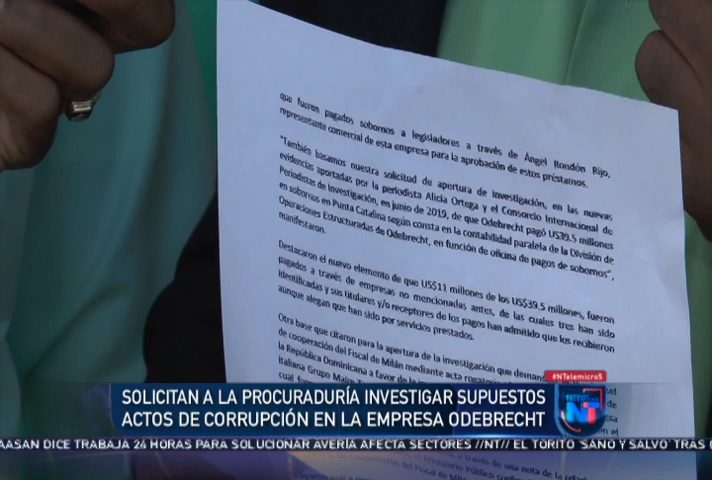 que fueron pagados sobornos a legisladores a través de Ángel Rondón Rijo,
representante comercial de esta empresa para la aprobación de estos préstamos.
"También basamos nuestra solicitud de apertura de investigación, en las nuevas
evidencias aportadas por la periodista Alicia Ortega y el Consorcio Internacional de
Periodistas de Investigación, en junio de 2019, de que Odebrecht pagó US39.5 millones
en sobornos en Punta Catalina según consta en la contabilidad paralela de la División de
Operaciones Estructuradas de Odebrecht, en función de oficina de pagos de sobornos",
manifestaron.
Destacaron el nuevo elemento de que US$11 millones de los US$39.5 millones, fueron
pagados a través de empresas no mencionadas antes, de las cuales tres han sido
identificadas y sus titulares y/o receptores de los pagos han admitido que los recibieron
aunque alegan que han sido por servicios prestados.
Otra base que citaron para la apertura de la investigación que
de cooperación del Fiscal de Milán mediante acta
la República Dominicana a favor de la
italiana Grupo
#NTelemicro5
SOLICITAN A LA PROCURADURÍA INVESTIGAR SUPUESTOS
ACTOS DE CORRUPCIÓN EN LA EMPRESA ODEBRECHT
NT
AASAN DICE TRABAJA 24 HORAS PARA SOLUCIONAR AVERÍA AFECTA SECTORES //NT// EL TORITO 'SANO Y SALVO' TRAS